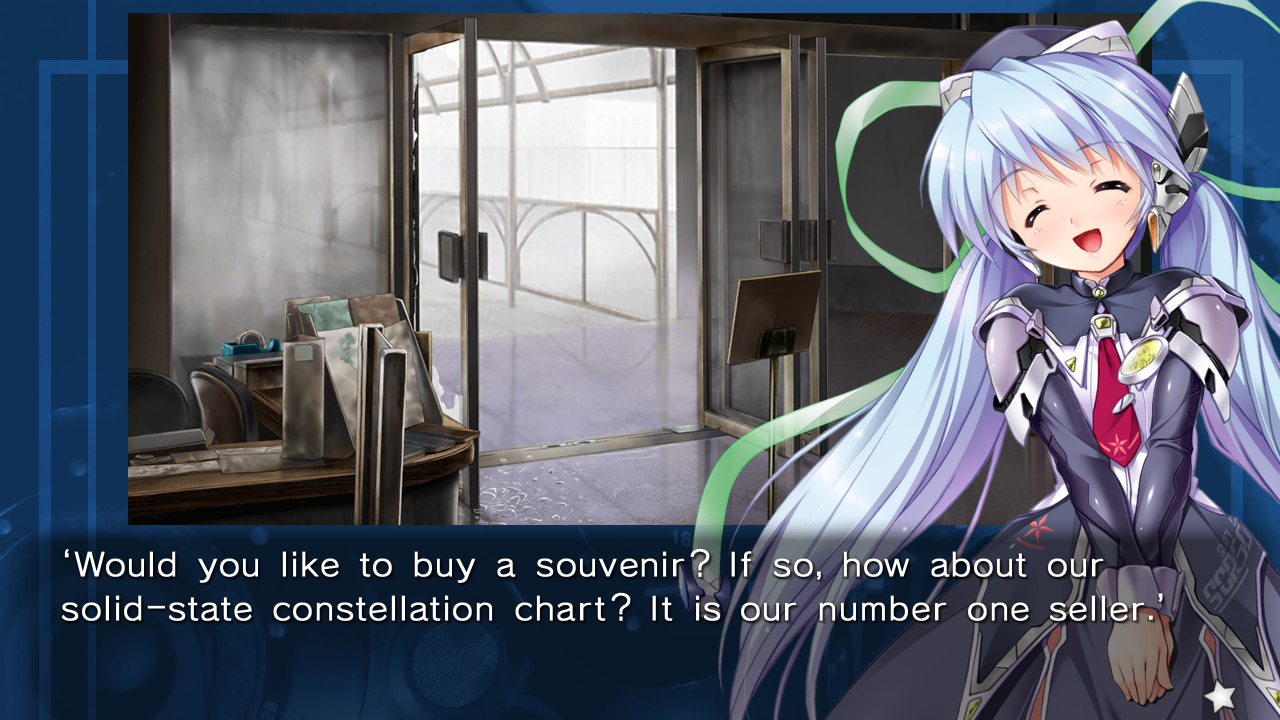 ‘Would you like to buy a souvenir? If so, how about our
solid-state constellation chart? It is our number one seller.’